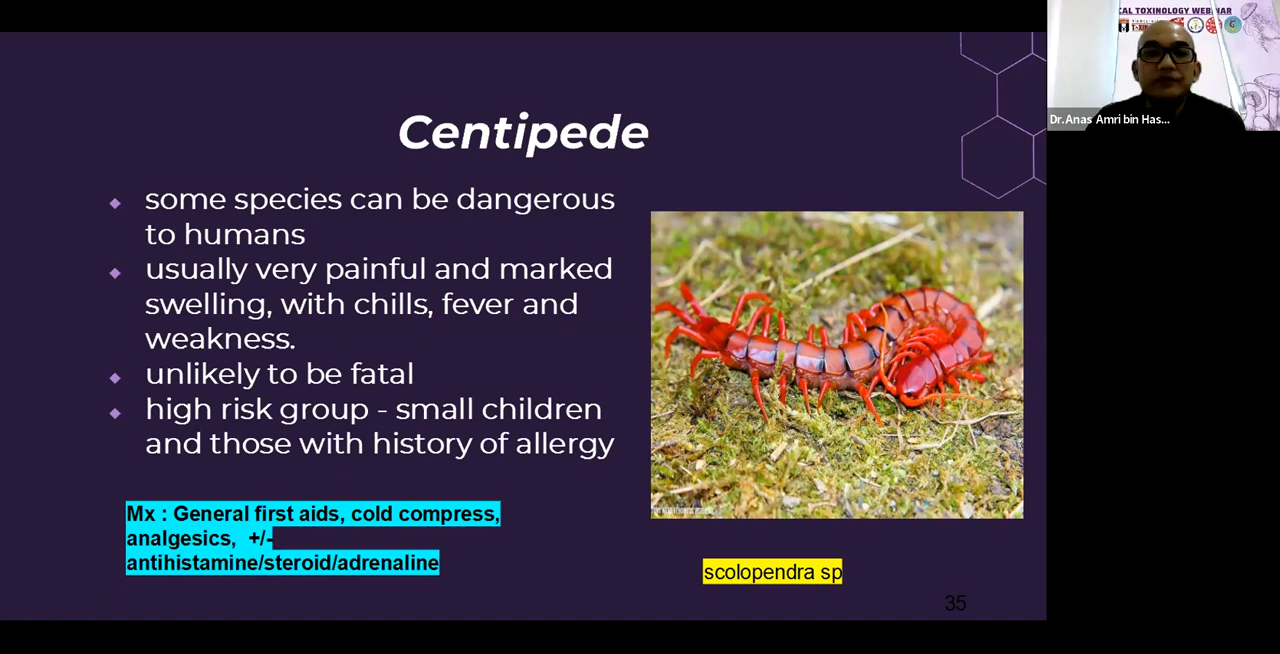 Centipede
some species can be dangerous
to humans
usually very painful and marked
swelling, with chills, fever and
weakness.
unlikely to be fatal
high risk group - small children
and those with history of allergy
Mx : General first aids, cold compress,
analgesics,  +/-
antihistamine/steroid/adrenaline
scolopendra sp
35
CAL TOXINOLOGY WEBINAR
Dr.Anas Amri bin Has...